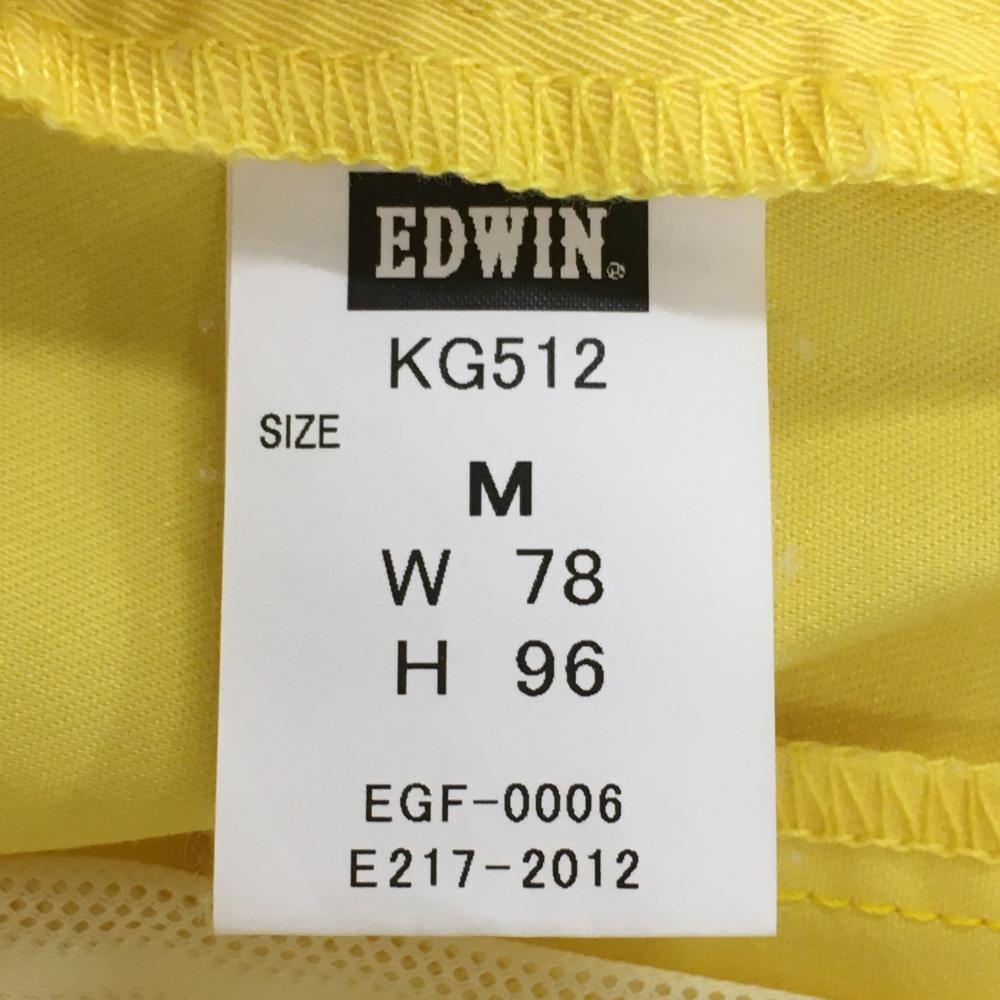 EDWIN®
KG512
SIZE
M
W 78
H 96
EGF-0006
E217-2012